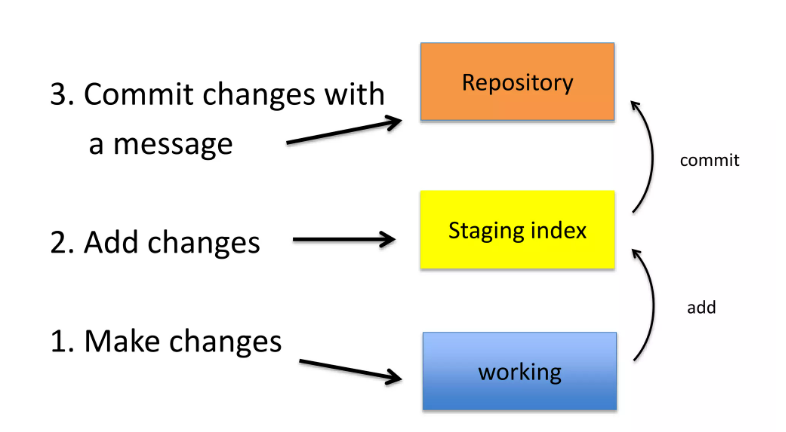 3. Commit changes with
a message
Repository
commit
2. Add changes
Staging index
add
1. Make changes
working